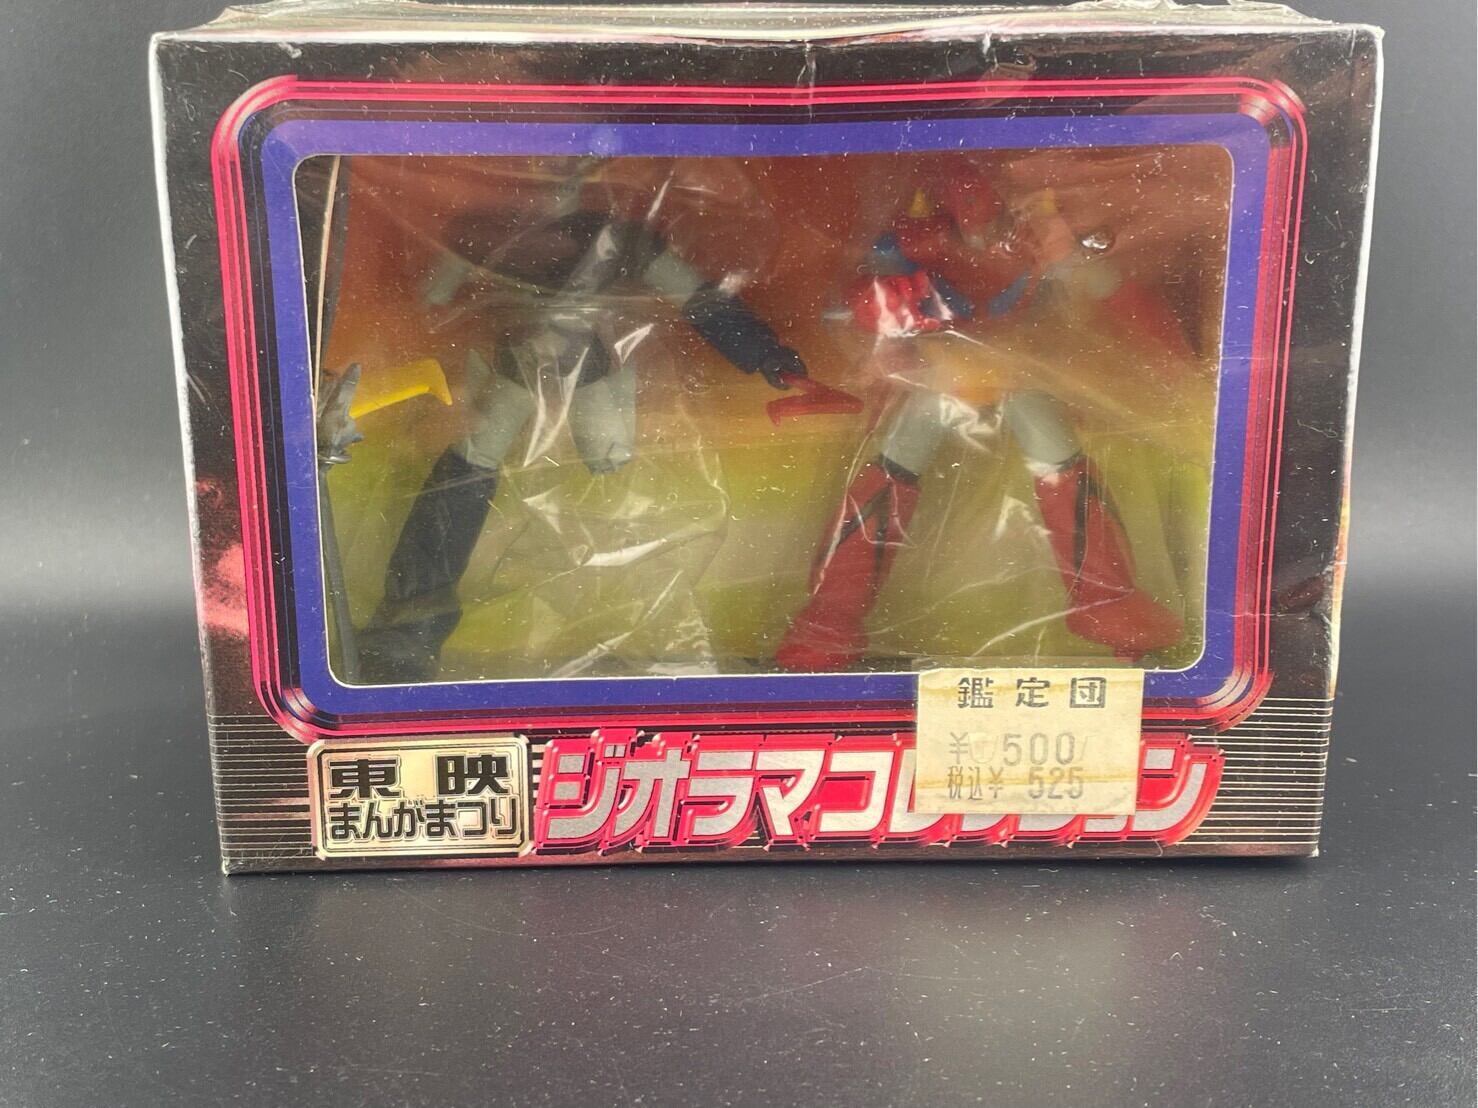 鑑定団
¥ 500
税込¥ 525
東映
まんがまつり
ジオラマコレクション